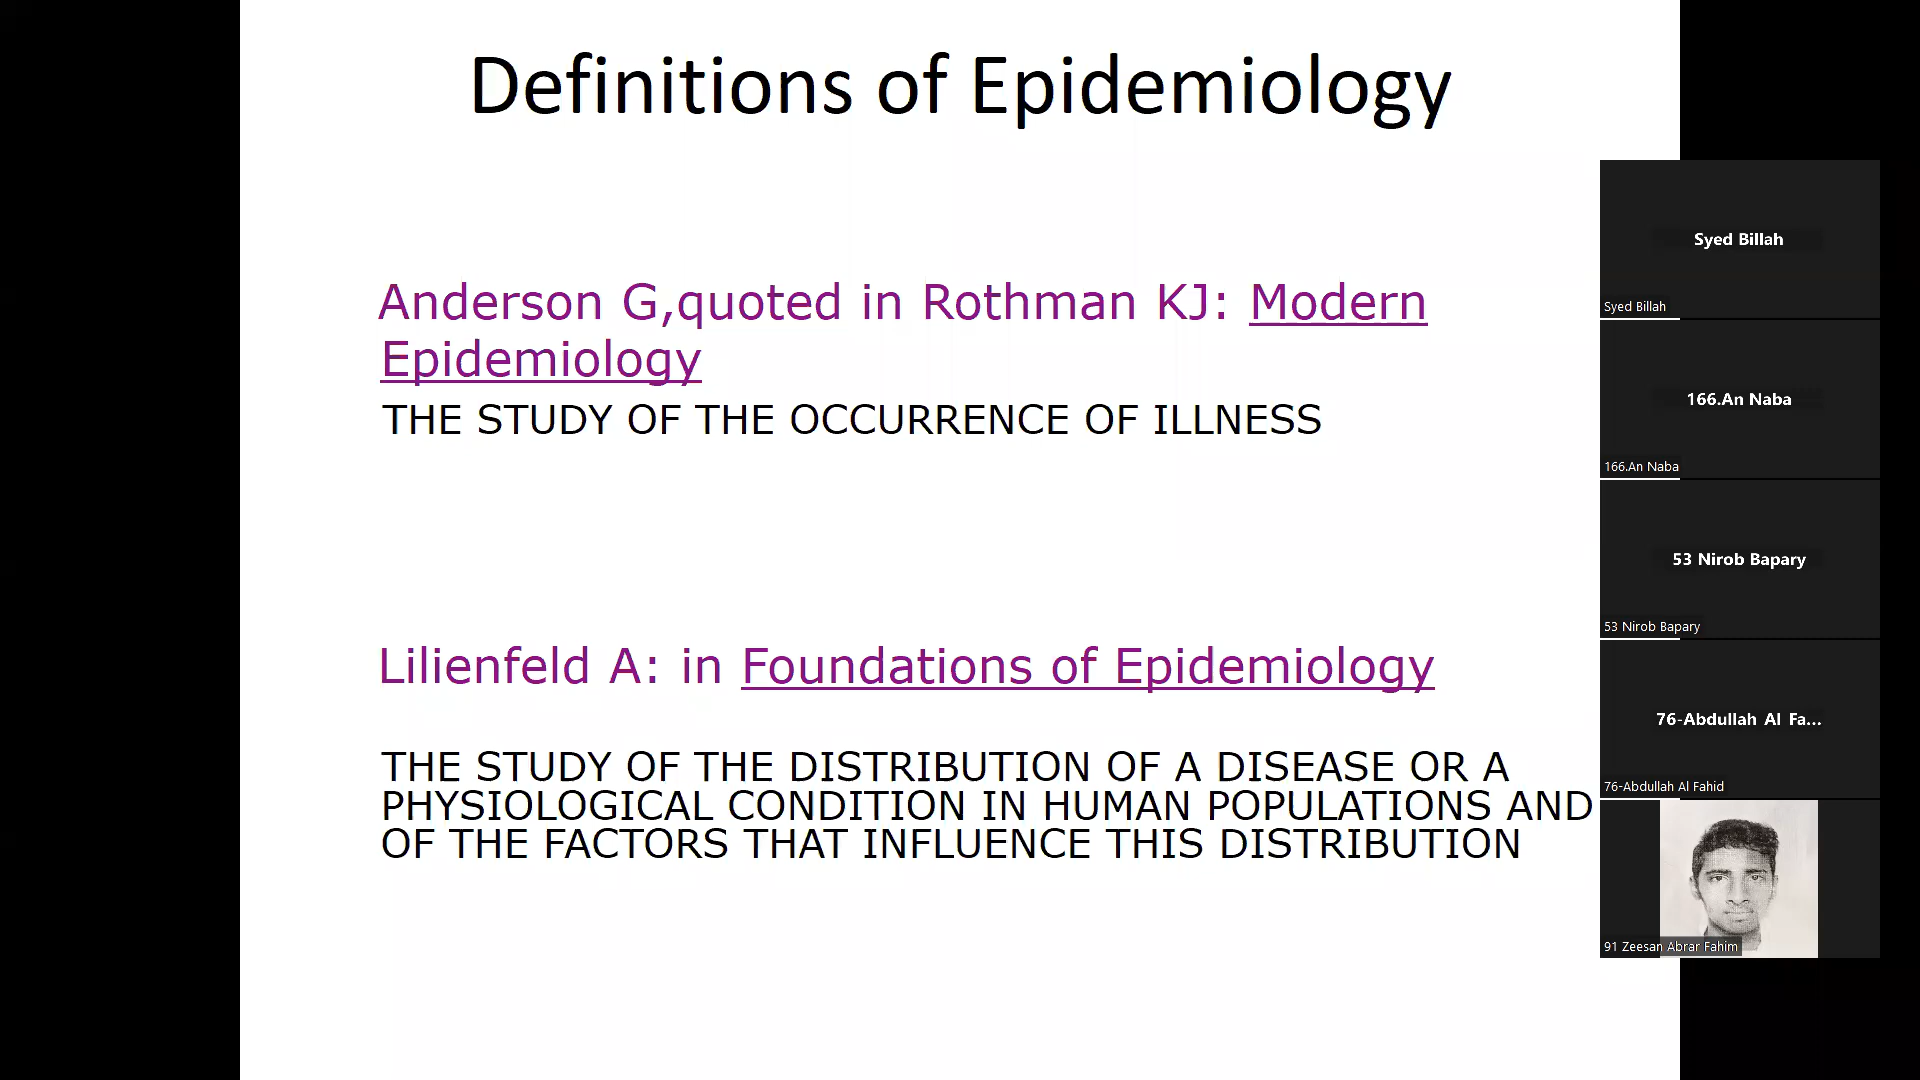 Definitions of Epidemiology
Anderson G,quoted in Rothman KJ: Modern
Epidemiology
THE STUDY OF THE OCCURRENCE OF ILLNESS
Lilienfeld A: in Foundations of Epidemiology
THE STUDY OF THE DISTRIBUTION OF A DISEASE OR A
PHYSIOLOGICAL CONDITION IN HUMAN POPULATIONS AND
OF THE FACTORS THAT INFLUENCE THIS DISTRIBUTION
Syed Billah
Syed Billah
166.An Naba
166.An Naba
53 Nirob Bapary
53 Nirob Bapary
76-Abdullah Al Fa...
76-Abdullah Al Fahid
91 Zeesan Abrar Fahim